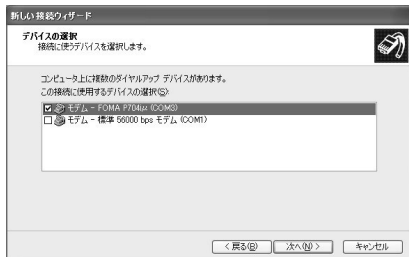 新しい接続ウィザード
デバイスの選択
接続に使うデバイスを選択します。
コンピュータ上に複数のダイヤルアップ デバイスがあります。
この接続に使用するデバイスの選択(S):
モデム - FOMA P704iμ (COM3)
モデム - 標準 56000 bps モデム (COM1)
< 戻る(B)
次へ(N) >
キャンセル